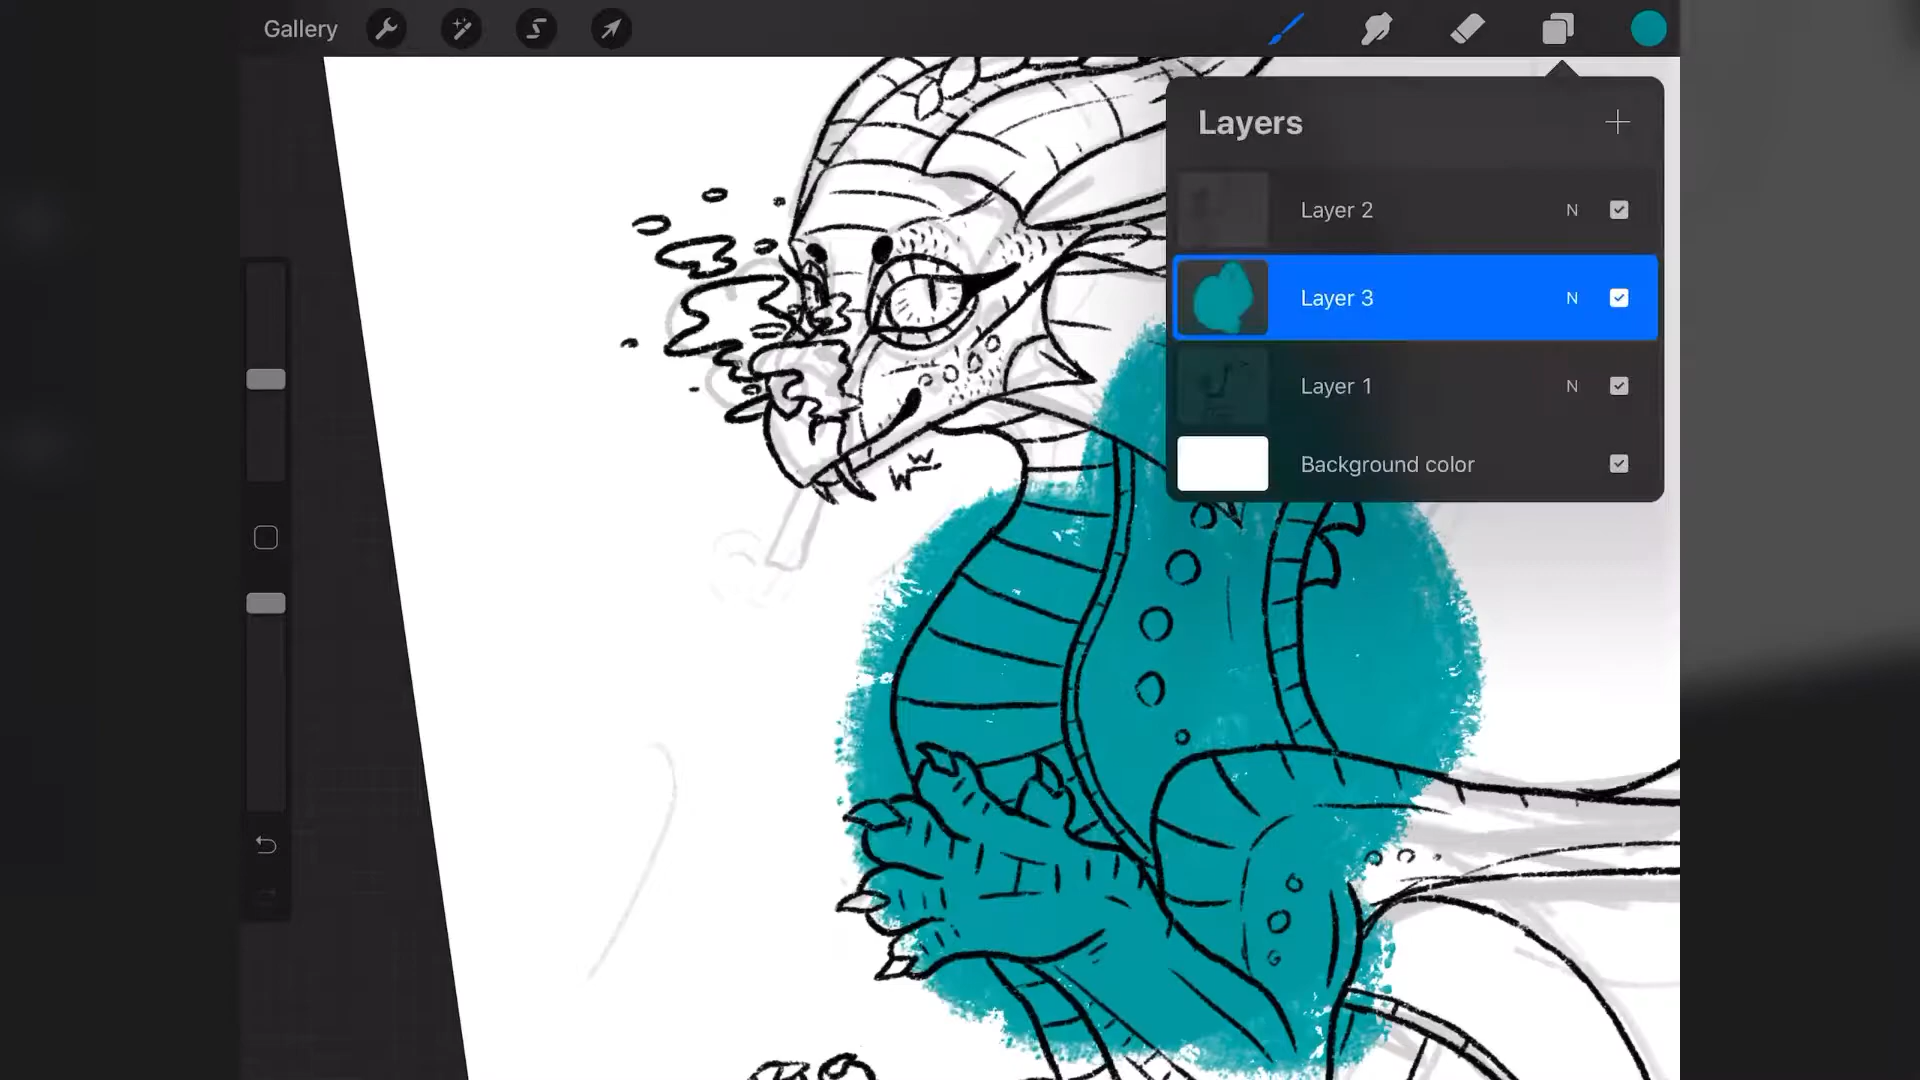 Gallery
Layers
Layer 2 N
Layer 3 N
Layer 1 N
Background color